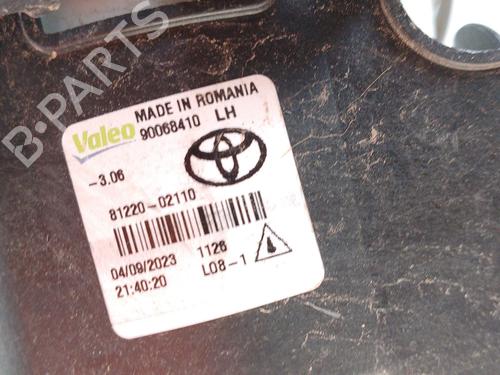 B-PARTS
MADE IN ROMANIA
Valeo 90068410 LH
-3.06
81220-02110
04/09/2023 1126
21:40:20 L08-1